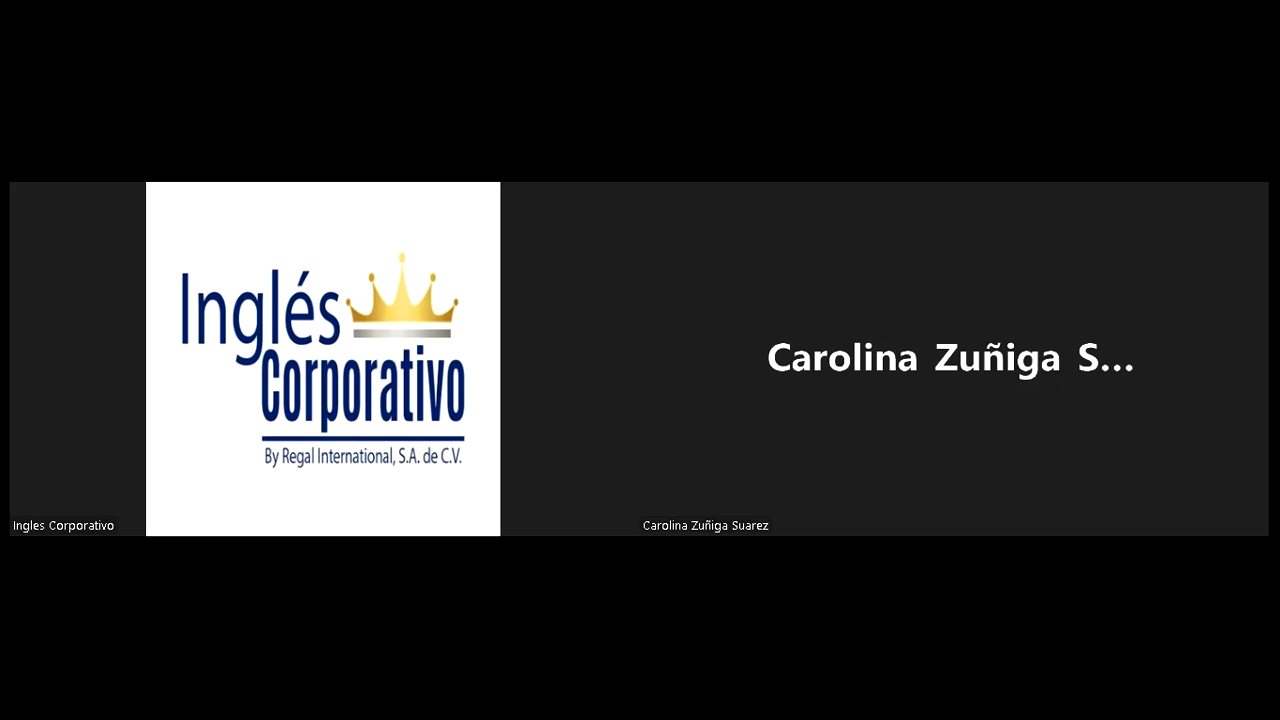 Inglés
Corporativo
By Regal International, S.A. de C.V.
Ingles Corporativo
Carolina Zuñiga S...
Carolina Zuñiga Suarez